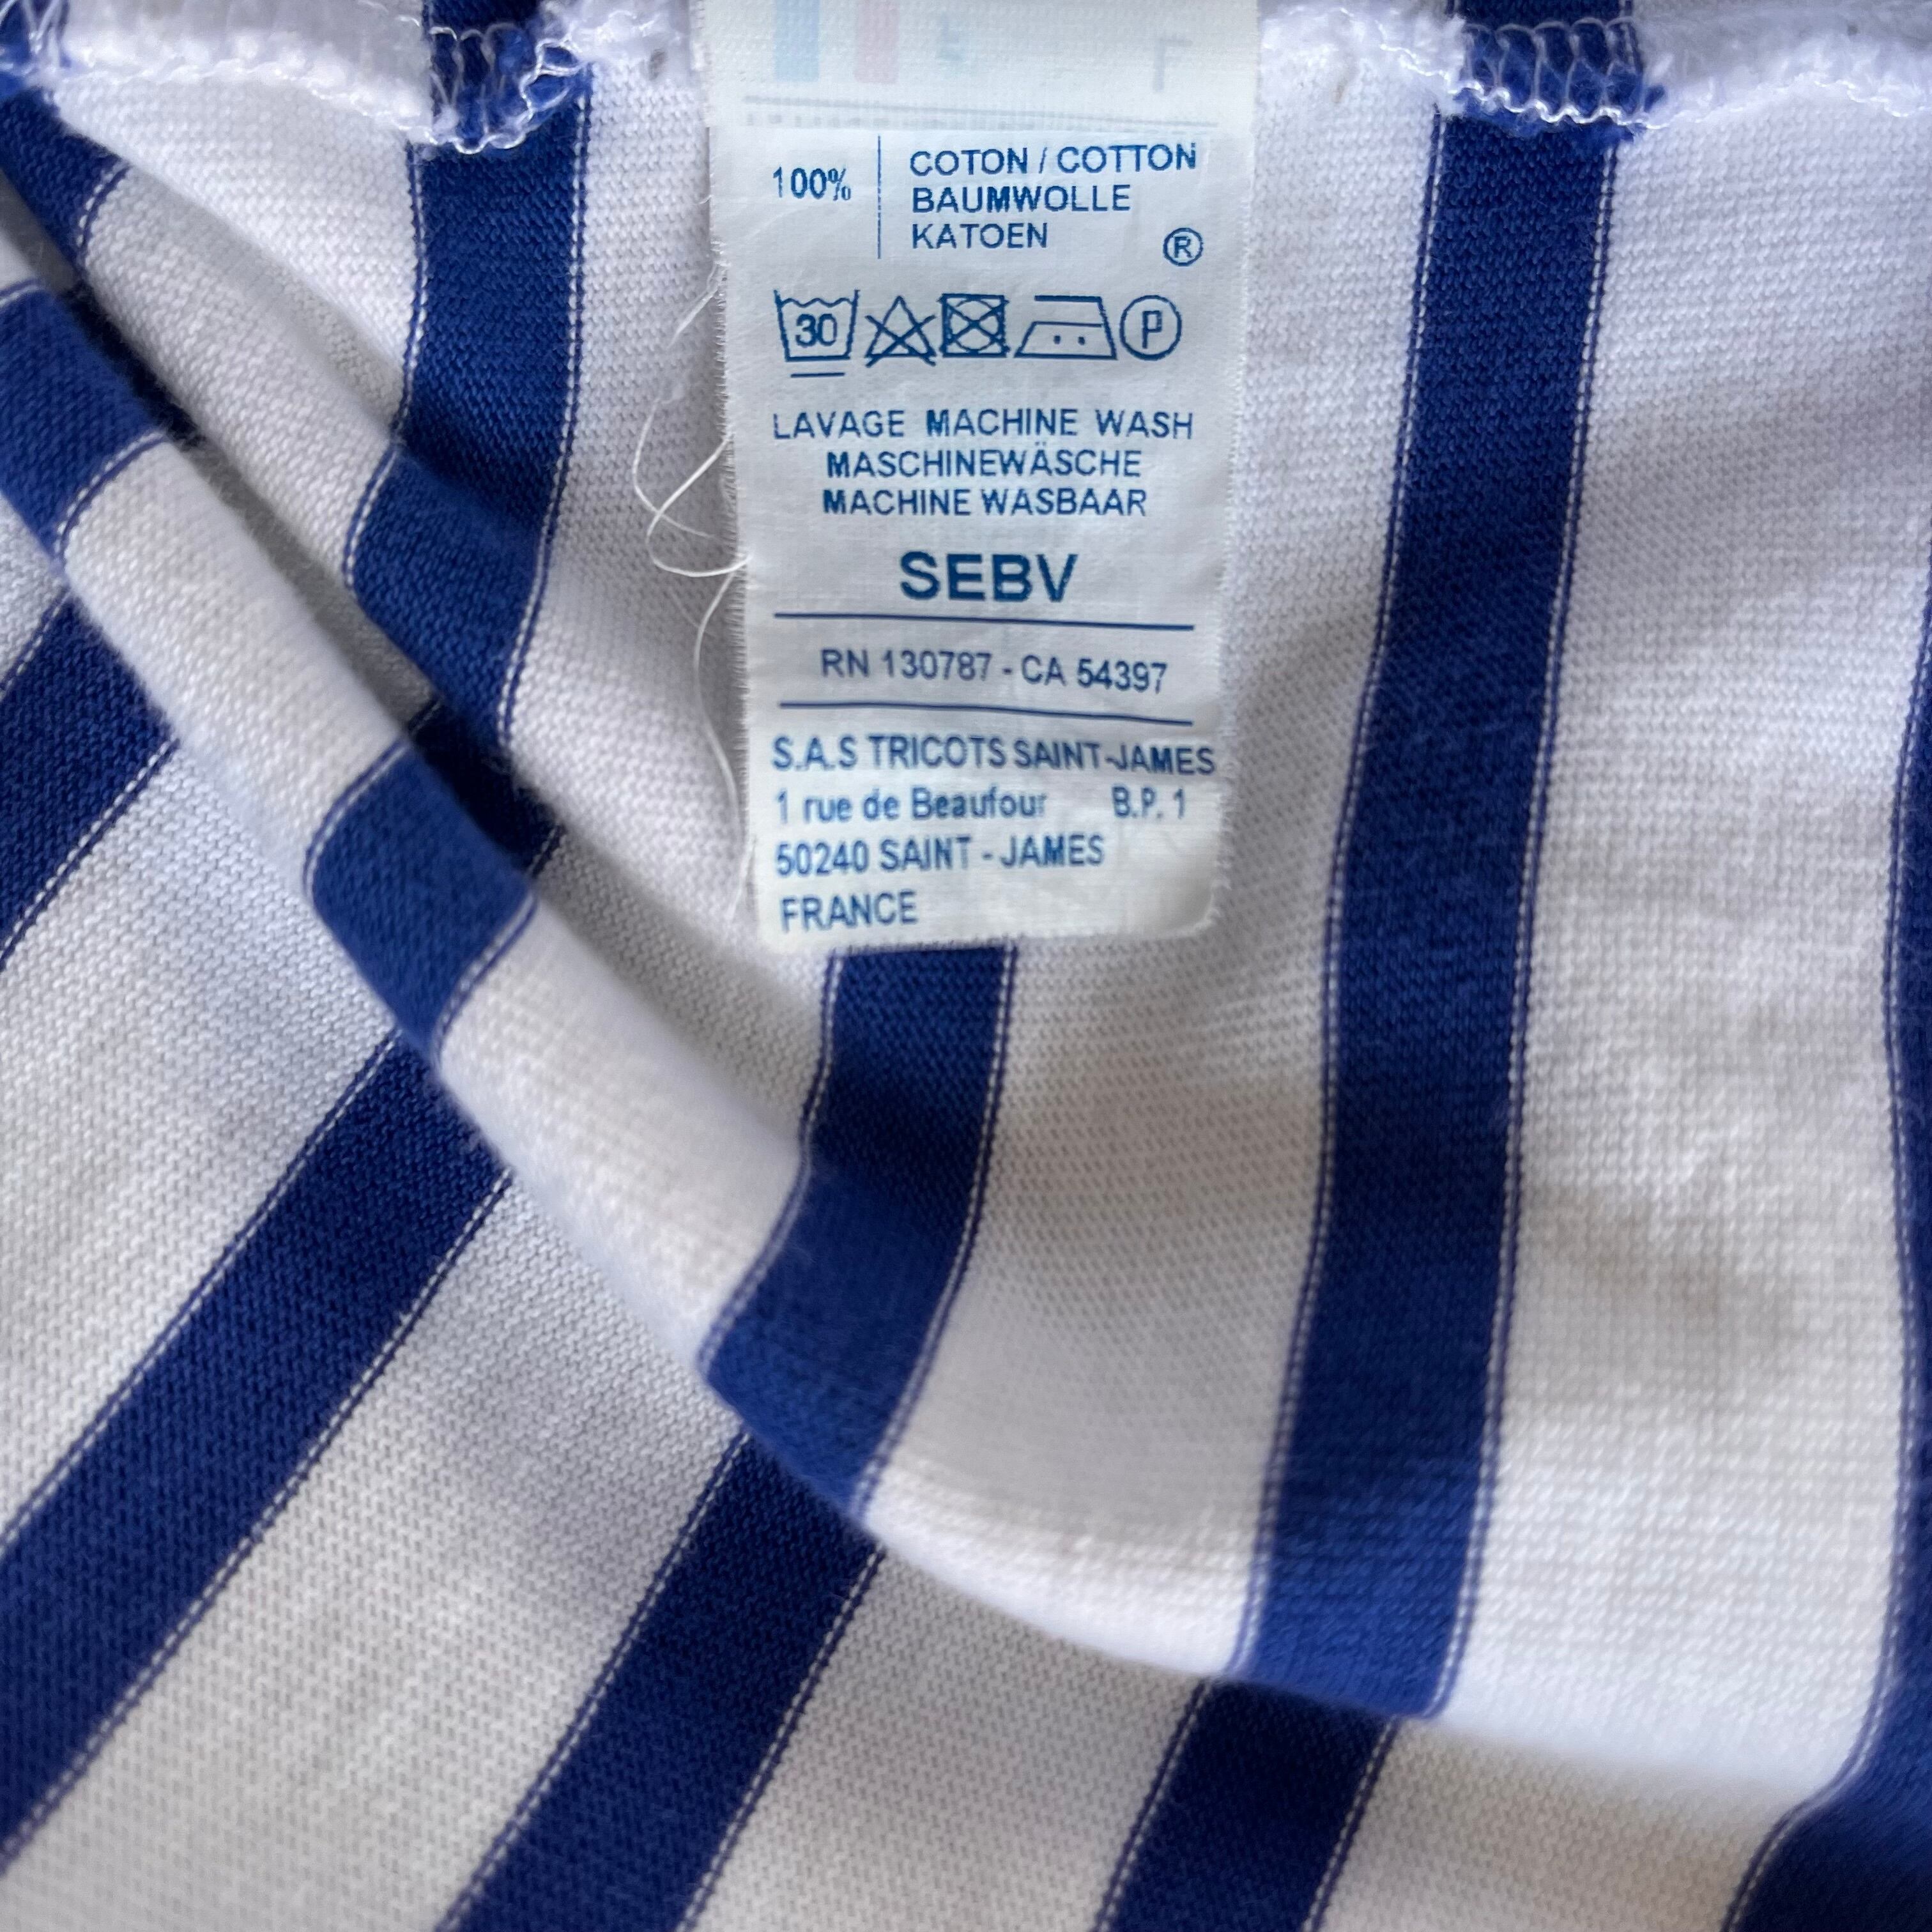 100% COTON / COTTON
BAUMWOLLE
KATOEN
®
30 P
LAVAGE MACHINE WASH
MASCHINEWÄSCHE
MACHINE WASBAAR
SEBV
RN 130787 - CA 54397
S.A.S TRICOTS SAINT-JAMES
1 rue de Beaufour B.P. 1
50240 SAINT - JAMES
FRANCE